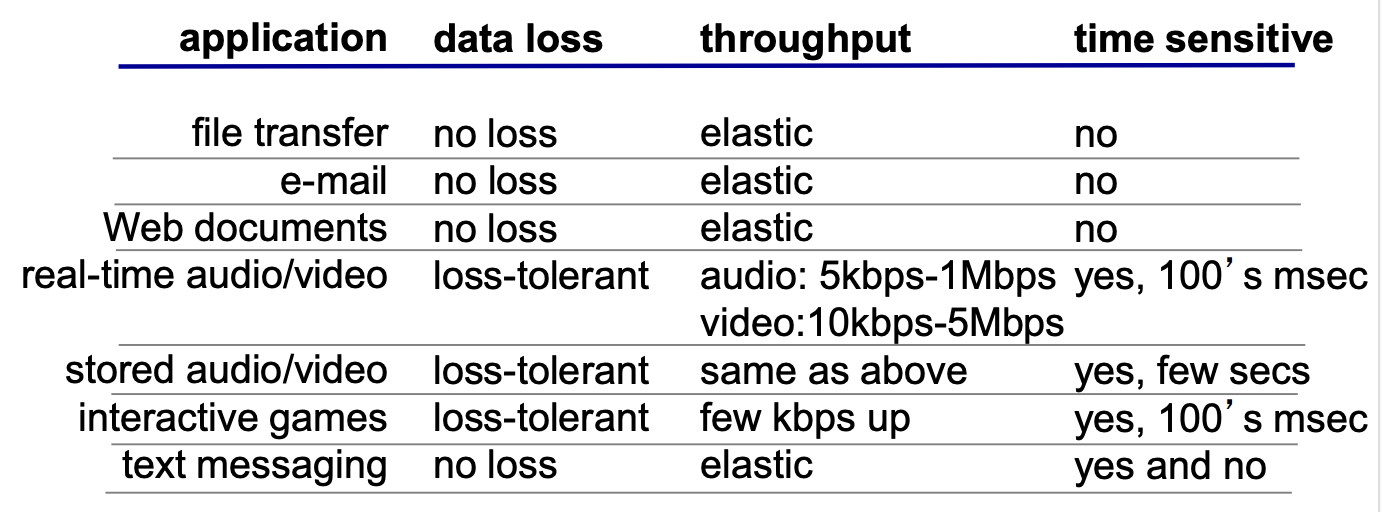 application data loss throughput time sensitive
file transfer no loss elastic no
e-mail no loss elastic no
Web documents no loss elastic no
real-time audio/video loss-tolerant audio: 5kbps-1Mbps yes, 100’s msec
video:10kbps-5Mbps
stored audio/video loss-tolerant same as above yes, few secs
interactive games loss-tolerant few kbps up yes, 100’s msec
text messaging no loss elastic yes and no